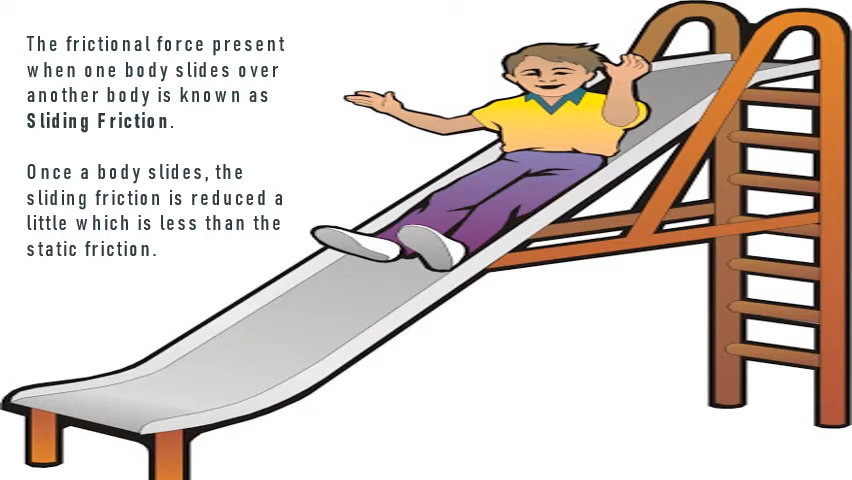 The frictional force present
when one body slides over
another body is known as
Sliding Friction.
Once a body slides, the
sliding friction is reduced a
little which is less than the
static friction.